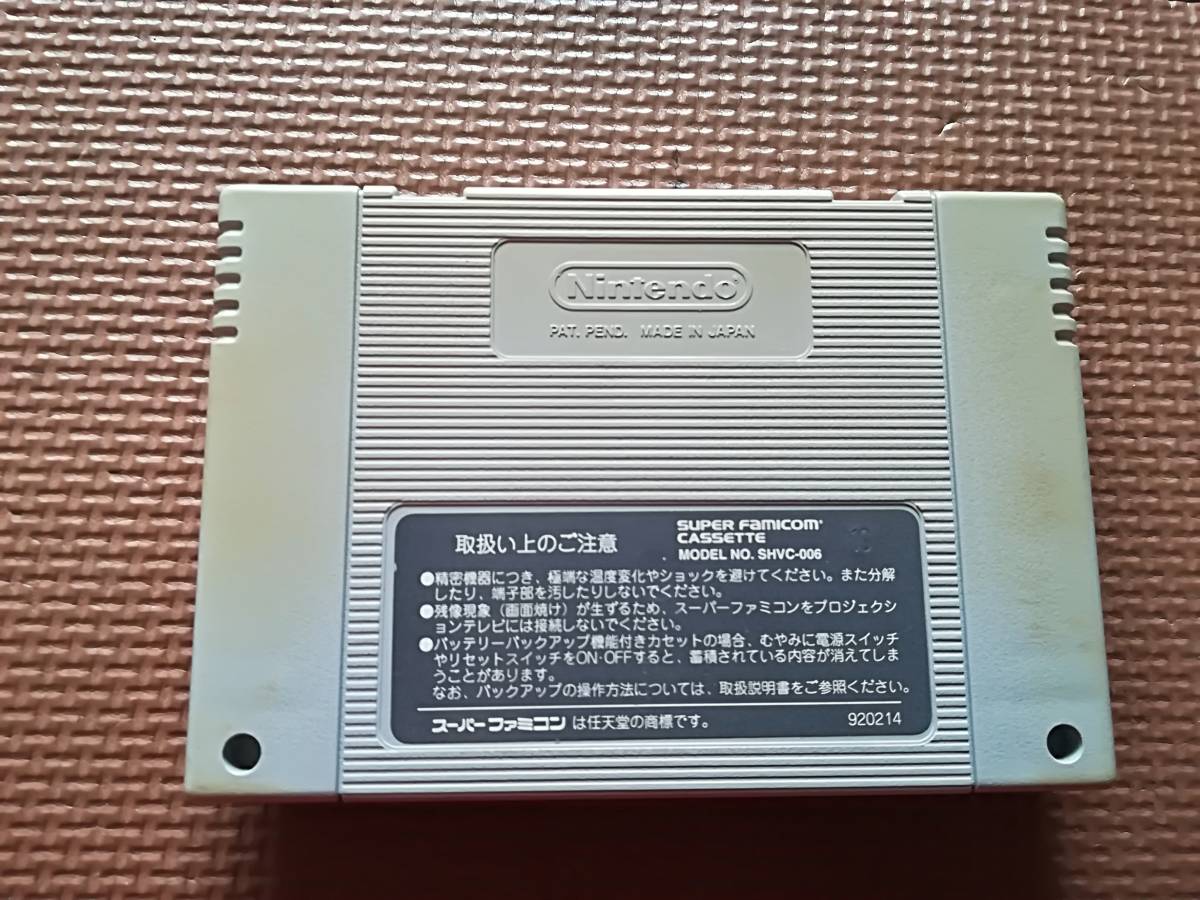 Nintendo®
PAT. PEND. MADE IN JAPAN
取扱い上のご注意
SUPER FAMICOM®
CASSETTE
MODEL NO. SHVC-006
●精密機器につき、極端な温度変化やショックを避けてください。また分解
したり、端子部を汚したりしないでください。
●残像現象（画面焼け）が生ずるため、スーパーファミコンをプロジェクシ
ョンテレビには接続しないでください。
●バッテリーバックアップ機能付きカセットの場合、むやみに電源スイッチ
やリセットスイッチをON・OFFすると、蓄積されている内容が消えてしま
うことがあります。
なお、バックアップの操作方法については、取扱説明書をご参照ください。
スーパーファミコンは任天堂の商標です。
920214